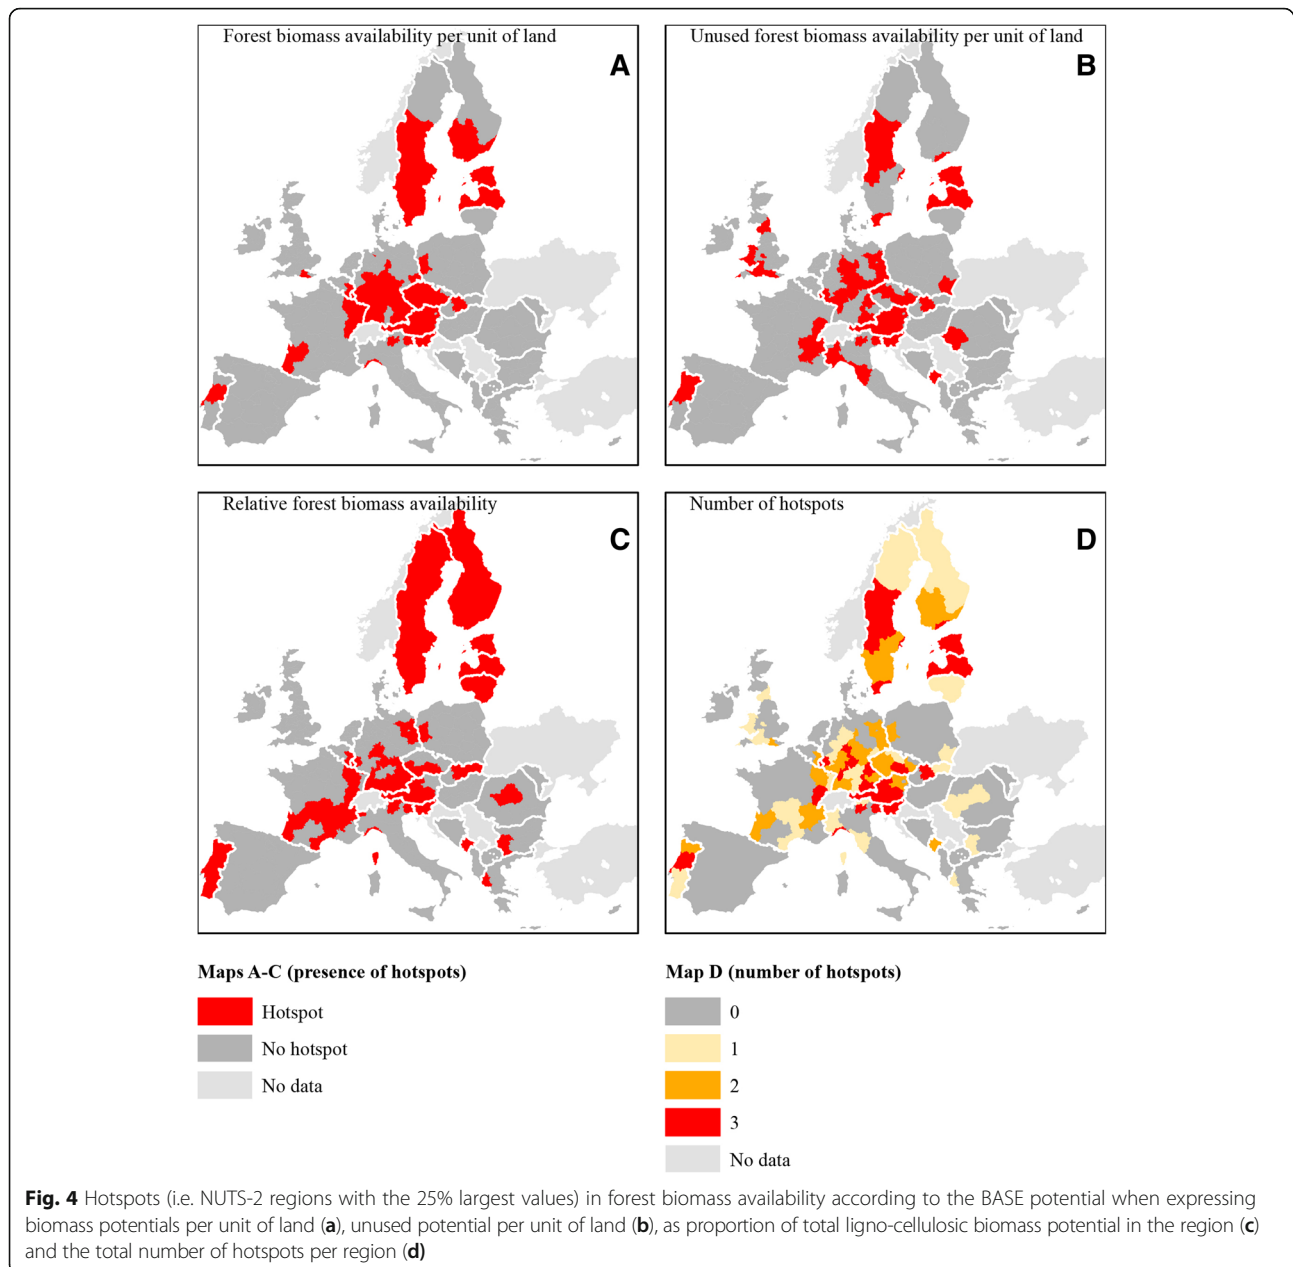 Forest biomass availability per unit of land
A
Unused forest biomass availability per unit of land
B
Relative forest biomass availability
C
Number of hotspots
D
Maps A-C (presence of hotspots)
Hotspot
No hotspot
No data
Map D (number of hotspots)
0
1
2
3
No data
Fig. 4 Hotspots (i.e. NUTS-2 regions with the 25% largest values) in forest biomass availability according to the BASE potential when expressing
biomass potentials per unit of land (a), unused potential per unit of land (b), as proportion of total ligno-cellulosic biomass potential in the region (c)
and the total number of hotspots per region (d)